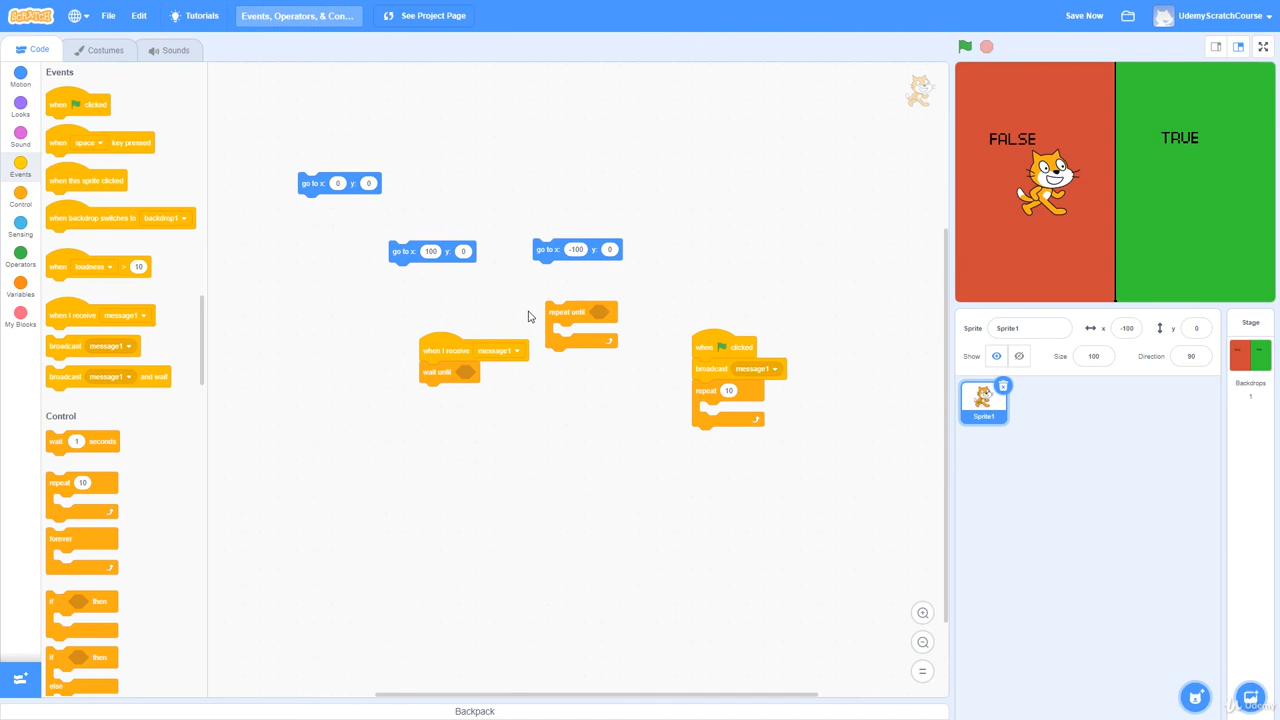 SCRATCH
File
Edit
Tutorials
Events, Operators, & Con...
See Project Page
Save Now
UdemyScratchCourse
Code
Costumes
Sounds
Motion
Looks
Sound
Events
Control
Sensing
Operators
Variables
My Blocks
Events
when clicked
when space key pressed
when this sprite clicked
when backdrop switches to backdrop1
when loudness > 10
when I receive message1
broadcast message1
broadcast message1 and wait
Control
wait 1 seconds
repeat 10
forever
if then
if then
else
go to x: 0 y: 0
go to x: 100 y: 0
go to x: -100 y: 0
repeat until
when I receive message1
wait until
when clicked
broadcast message1
repeat 10
Backpack
FALSE
TRUE
Sprite Sprite1 x -100 y 0
Show Size 100 Direction 90
Sprite1
Stage
Backdrops
1
Udemy